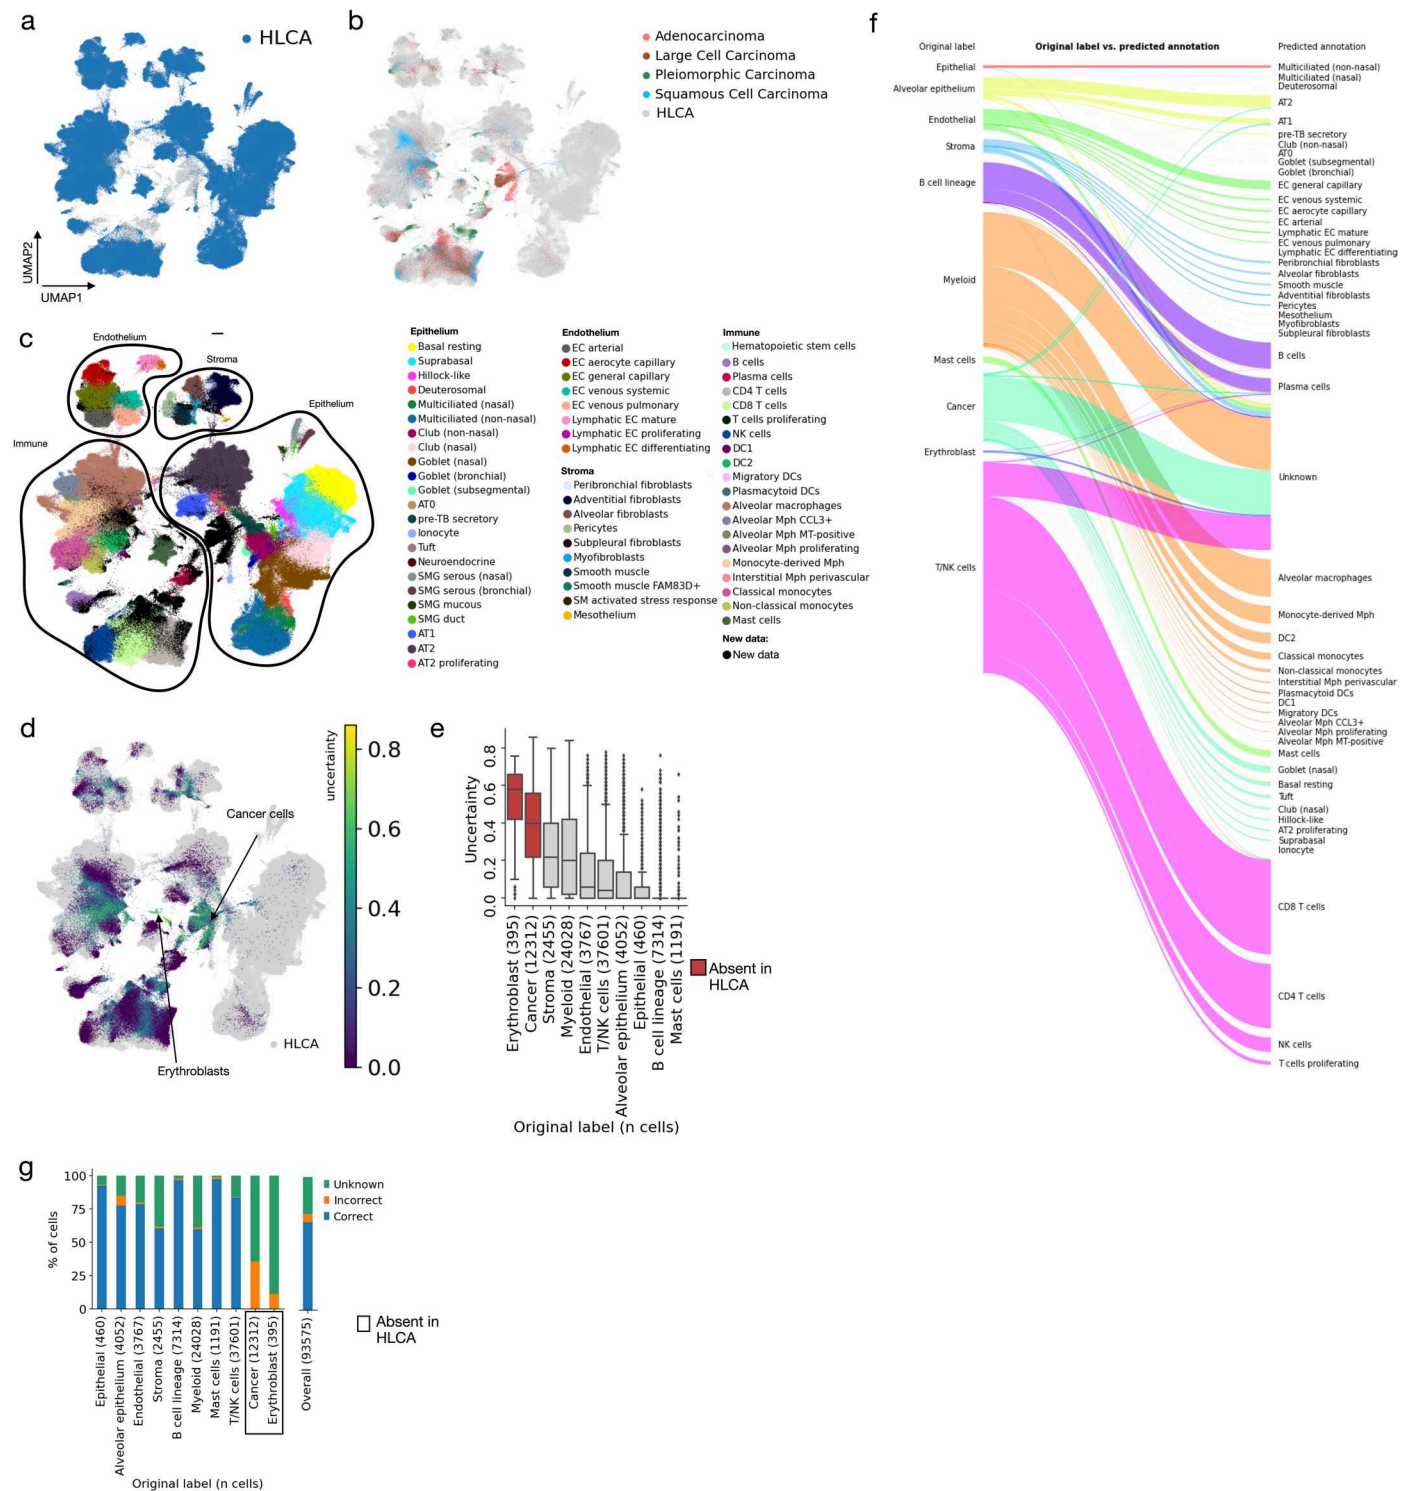 a
HLCA
UMAP2
UMAP1
b
Adenocarcinoma
Large Cell Carcinoma
Pleiomorphic Carcinoma
Squamous Cell Carcinoma
HLCA
c
Endothelium
Stroma
Epithelium
Immune
Epithelium
Basal resting
Suprabasal
Hillock-like
Deuterosomal
Multiciliated (nasal)
Multiciliated (non-nasal)
Club (non-nasal)
Club (nasal)
Goblet (nasal)
Goblet (bronchial)
Goblet (subsegmental)
AT0
pre-TB secretory
Ionocyte
Tuft
Neuroendocrine
SMG serous (nasal)
SMG serous (bronchial)
SMG mucous
SMG duct
AT1
AT2
AT2 proliferating
Endothelium
EC arterial
EC aerocyte capillary
EC general capillary
EC venous systemic
EC venous pulmonary
Lymphatic EC mature
Lymphatic EC proliferating
Lymphatic EC differentiating
Stroma
Peribronchial fibroblasts
Adventitial fibroblasts
Alveolar fibroblasts
Pericytes
Subpleural fibroblasts
Myofibroblasts
Smooth muscle
Smooth muscle FAM83D+
SM activated stress response
Mesothelium
Immune
Hematopoietic stem cells
B cells
Plasma cells
CD4 T cells
CD8 T cells
T cells proliferating
NK cells
DC1
DC2
Migratory DCs
Plasmacytoid DCs
Alveolar macrophages
Alveolar Mph CCL3+
Alveolar Mph MT-positive
Alveolar Mph proliferating
Monocyte-derived Mph
Interstitial Mph perivascular
Classical monocytes
Non-classical monocytes
Mast cells
New data:
New data
d
Cancer cells
Erythroblasts
HLCA
uncertainty
0.8
0.6
0.4
0.2
0.0
e
Uncertainty
0.8
0.6
0.4
0.2
0.0
Erythroblast (395)
Cancer (12312)
Stroma (2455)
Myeloid (24028)
Endothelial (3767)
T/NK cells (37601)
Alveolar epithelium (4052)
Epithelial (460)
B cell lineage (7314)
Mast cells (1191)
Original label (n cells)
Absent in
HLCA
f
Original label
Original label vs. predicted annotation
Predicted annotation
Epithelial
Alveolar epithelium
Endothelial
Stroma
B cell lineage
Myeloid
Mast cells
Cancer
Erythroblast
T/NK cells
Multiciliated (non-nasal)
Multiciliated (nasal)
Deuterosomal
AT2
AT1
pre-TB secretory
Club (non-nasal)
AT0
Goblet (subsegmental)
Goblet (bronchial)
EC general capillary
EC venous systemic
EC aerocyte capillary
EC arterial
Lymphatic EC mature
EC venous pulmonary
Lymphatic EC differentiating
Peribronchial fibroblasts
Alveolar fibroblasts
Smooth muscle
Adventitial fibroblasts
Pericytes
Mesothelium
Myofibroblasts
Subpleural fibroblasts
B cells
Plasma cells
Unknown
Alveolar macrophages
Monocyte-derived Mph
DC2
Classical monocytes
Non-classical monocytes
Interstitial Mph perivascular
Plasmacytoid DCs
DC1
Migratory DCs
Alveolar Mph CCL3+
Alveolar Mph proliferating
Alveolar Mph MT-positive
Mast cells
Goblet (nasal)
Basal resting
Tuft
Club (nasal)
Hillock-like
AT2 proliferating
Suprabasal
Ionocyte
CD8 T cells
CD4 T cells
NK cells
T cells proliferating
g
% of cells
100
75
50
25
0
Unknown
Incorrect
Correct
Epithelial (460)
Alveolar epithelium (4052)
Endothelial (3767)
Stroma (2455)
B cell lineage (7314)
Myeloid (24028)
Mast cells (1191)
T/NK cells (37601)
Cancer (12312)
Erythroblast (395)
Overall (93575)
Absent in
HLCA
Original label (n cells)